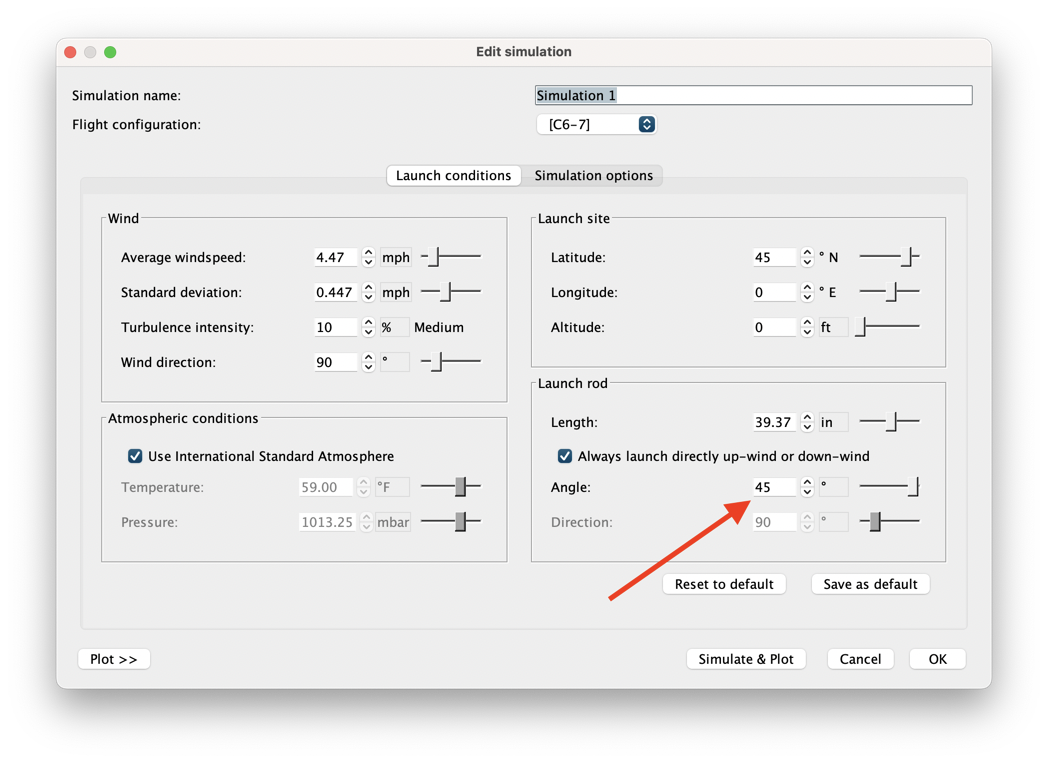 Edit simulation
Simulation name: Simulation 1
Flight configuration: [C6-7]
Launch conditions Simulation options
Wind
Average windspeed: 4.47 mph
Standard deviation: 0.447 mph
Turbulence intensity: 10 % Medium
Wind direction: 90 °
Atmospheric conditions
Use International Standard Atmosphere
Temperature: 59.00 °F
Pressure: 1013.25 mbar
Launch site
Latitude: 45 ° N
Longitude: 0 ° E
Altitude: 0 ft
Launch rod
Length: 39.37 in
Always launch directly up-wind or down-wind
Angle: 45 °
Direction: 90 °
Reset to default Save as default
Plot >> Simulate & Plot Cancel OK